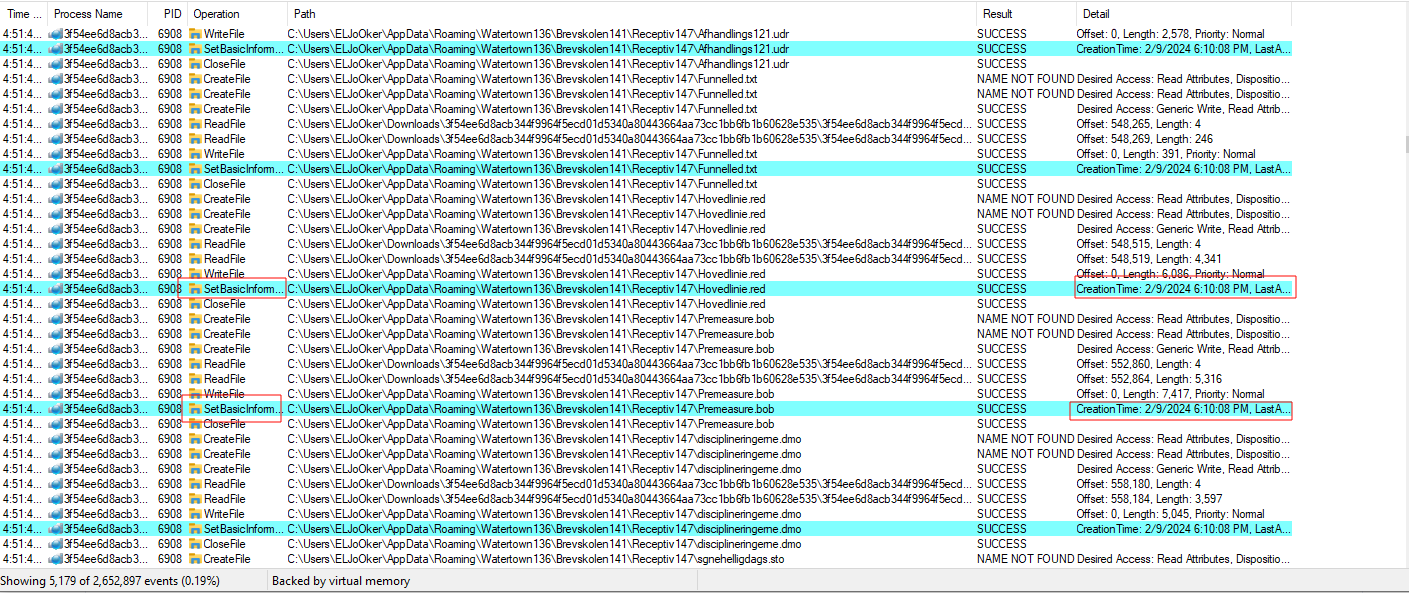 Time ... Process Name PID Operation Path Result Detail
4:51:4... 3f54ee6d8acb3... 6908 WriteFile C:\Users\ELJoOker\AppData\Roaming\Watertown136\Brevskolen141\Receptiv147\Afhandlings121.udr SUCCESS Offset: 0, Length: 2,578, Priority: Normal
4:51:4... 3f54ee6d8acb3... 6908 SetBasicInform... C:\Users\ELJoOker\AppData\Roaming\Watertown136\Brevskolen141\Receptiv147\Afhandlings121.udr SUCCESS CreationTime: 2/9/2024 6:10:08 PM, LastA...
4:51:4... 3f54ee6d8acb3... 6908 CloseFile C:\Users\ELJoOker\AppData\Roaming\Watertown136\Brevskolen141\Receptiv147\Afhandlings121.udr SUCCESS
4:51:4... 3f54ee6d8acb3... 6908 CreateFile C:\Users\ELJoOker\AppData\Roaming\Watertown136\Brevskolen141\Receptiv147\Funnelled.txt NAME NOT FOUND Desired Access: Read Attributes, Dispositio...
4:51:4... 3f54ee6d8acb3... 6908 CreateFile C:\Users\ELJoOker\AppData\Roaming\Watertown136\Brevskolen141\Receptiv147\Funnelled.txt NAME NOT FOUND Desired Access: Read Attributes, Dispositio...
4:51:4... 3f54ee6d8acb3... 6908 CreateFile C:\Users\ELJoOker\AppData\Roaming\Watertown136\Brevskolen141\Receptiv147\Funnelled.txt SUCCESS Desired Access: Generic Write, Read Attrib...
4:51:4... 3f54ee6d8acb3... 6908 ReadFile C:\Users\ELJoOker\Downloads\3f54ee6d8acb344f9964f5ecd01d5340a80443664aa73cc1bb6fb1b60628e535\3f54ee6d8acb344f9964f5ecd... SUCCESS Offset: 548,265, Length: 4
4:51:4... 3f54ee6d8acb3... 6908 ReadFile C:\Users\ELJoOker\Downloads\3f54ee6d8acb344f9964f5ecd01d5340a80443664aa73cc1bb6fb1b60628e535\3f54ee6d8acb344f9964f5ecd... SUCCESS Offset: 548,269, Length: 246
4:51:4... 3f54ee6d8acb3... 6908 WriteFile C:\Users\ELJoOker\AppData\Roaming\Watertown136\Brevskolen141\Receptiv147\Funnelled.txt SUCCESS Offset: 0, Length: 391, Priority: Normal
4:51:4... 3f54ee6d8acb3... 6908 SetBasicInform... C:\Users\ELJoOker\AppData\Roaming\Watertown136\Brevskolen141\Receptiv147\Funnelled.txt SUCCESS CreationTime: 2/9/2024 6:10:08 PM, LastA...
4:51:4... 3f54ee6d8acb3... 6908 CloseFile C:\Users\ELJoOker\AppData\Roaming\Watertown136\Brevskolen141\Receptiv147\Funnelled.txt SUCCESS
4:51:4... 3f54ee6d8acb3... 6908 CreateFile C:\Users\ELJoOker\AppData\Roaming\Watertown136\Brevskolen141\Receptiv147\Hovedlinie.red NAME NOT FOUND Desired Access: Read Attributes, Dispositio...
4:51:4... 3f54ee6d8acb3... 6908 CreateFile C:\Users\ELJoOker\AppData\Roaming\Watertown136\Brevskolen141\Receptiv147\Hovedlinie.red NAME NOT FOUND Desired Access: Read Attributes, Dispositio...
4:51:4... 3f54ee6d8acb3... 6908 CreateFile C:\Users\ELJoOker\AppData\Roaming\Watertown136\Brevskolen141\Receptiv147\Hovedlinie.red SUCCESS Desired Access: Generic Write, Read Attrib...
4:51:4... 3f54ee6d8acb3... 6908 ReadFile C:\Users\ELJoOker\Downloads\3f54ee6d8acb344f9964f5ecd01d5340a80443664aa73cc1bb6fb1b60628e535\3f54ee6d8acb344f9964f5ecd... SUCCESS Offset: 548,515, Length: 4
4:51:4... 3f54ee6d8acb3... 6908 ReadFile C:\Users\ELJoOker\Downloads\3f54ee6d8acb344f9964f5ecd01d5340a80443664aa73cc1bb6fb1b60628e535\3f54ee6d8acb344f9964f5ecd... SUCCESS Offset: 548,519, Length: 4,341
4:51:4... 3f54ee6d8acb3... 6908 WriteFile C:\Users\ELJoOker\AppData\Roaming\Watertown136\Brevskolen141\Receptiv147\Hovedlinie.red SUCCESS Offset: 0, Length: 6,086, Priority: Normal
4:51:4... 3f54ee6d8acb3... 6908 SetBasicInform... C:\Users\ELJoOker\AppData\Roaming\Watertown136\Brevskolen141\Receptiv147\Hovedlinie.red SUCCESS CreationTime: 2/9/2024 6:10:08 PM, LastA...
4:51:4... 3f54ee6d8acb3... 6908 CloseFile C:\Users\ELJoOker\AppData\Roaming\Watertown136\Brevskolen141\Receptiv147\Hovedlinie.red SUCCESS
4:51:4... 3f54ee6d8acb3... 6908 CreateFile C:\Users\ELJoOker\AppData\Roaming\Watertown136\Brevskolen141\Receptiv147\Premeasure.bob NAME NOT FOUND Desired Access: Read Attributes, Dispositio...
4:51:4... 3f54ee6d8acb3... 6908 CreateFile C:\Users\ELJoOker\AppData\Roaming\Watertown136\Brevskolen141\Receptiv147\Premeasure.bob NAME NOT FOUND Desired Access: Read Attributes, Dispositio...
4:51:4... 3f54ee6d8acb3... 6908 CreateFile C:\Users\ELJoOker\AppData\Roaming\Watertown136\Brevskolen141\Receptiv147\Premeasure.bob SUCCESS Desired Access: Generic Write, Read Attrib...
4:51:4... 3f54ee6d8acb3... 6908 ReadFile C:\Users\ELJoOker\Downloads\3f54ee6d8acb344f9964f5ecd01d5340a80443664aa73cc1bb6fb1b60628e535\3f54ee6d8acb344f9964f5ecd... SUCCESS Offset: 552,860, Length: 4
4:51:4... 3f54ee6d8acb3... 6908 ReadFile C:\Users\ELJoOker\Downloads\3f54ee6d8acb344f9964f5ecd01d5340a80443664aa73cc1bb6fb1b60628e535\3f54ee6d8acb344f9964f5ecd... SUCCESS Offset: 552,864, Length: 5,316
4:51:4... 3f54ee6d8acb3... 6908 WriteFile C:\Users\ELJoOker\AppData\Roaming\Watertown136\Brevskolen141\Receptiv147\Premeasure.bob SUCCESS Offset: 0, Length: 7,417, Priority: Normal
4:51:4... 3f54ee6d8acb3... 6908 SetBasicInform... C:\Users\ELJoOker\AppData\Roaming\Watertown136\Brevskolen141\Receptiv147\Premeasure.bob SUCCESS CreationTime: 2/9/2024 6:10:08 PM, LastA...
4:51:4... 3f54ee6d8acb3... 6908 CloseFile C:\Users\ELJoOker\AppData\Roaming\Watertown136\Brevskolen141\Receptiv147\Premeasure.bob SUCCESS
4:51:4... 3f54ee6d8acb3... 6908 CreateFile C:\Users\ELJoOker\AppData\Roaming\Watertown136\Brevskolen141\Receptiv147\disciplineringerne.dmo NAME NOT FOUND Desired Access: Read Attributes, Dispositio...
4:51:4... 3f54ee6d8acb3... 6908 CreateFile C:\Users\ELJoOker\AppData\Roaming\Watertown136\Brevskolen141\Receptiv147\disciplineringerne.dmo NAME NOT FOUND Desired Access: Read Attributes, Dispositio...
4:51:4... 3f54ee6d8acb3... 6908 CreateFile C:\Users\ELJoOker\AppData\Roaming\Watertown136\Brevskolen141\Receptiv147\disciplineringerne.dmo SUCCESS Desired Access: Generic Write, Read Attrib...
4:51:4... 3f54ee6d8acb3... 6908 ReadFile C:\Users\ELJoOker\Downloads\3f54ee6d8acb344f9964f5ecd01d5340a80443664aa73cc1bb6fb1b60628e535\3f54ee6d8acb344f9964f5ecd... SUCCESS Offset: 558,180, Length: 4
4:51:4... 3f54ee6d8acb3... 6908 ReadFile C:\Users\ELJoOker\Downloads\3f54ee6d8acb344f9964f5ecd01d5340a80443664aa73cc1bb6fb1b60628e535\3f54ee6d8acb344f9964f5ecd... SUCCESS Offset: 558,184, Length: 3,597
4:51:4... 3f54ee6d8acb3... 6908 WriteFile C:\Users\ELJoOker\AppData\Roaming\Watertown136\Brevskolen141\Receptiv147\disciplineringerne.dmo SUCCESS Offset: 0, Length: 5,045, Priority: Normal
4:51:4... 3f54ee6d8acb3... 6908 SetBasicInform... C:\Users\ELJoOker\AppData\Roaming\Watertown136\Brevskolen141\Receptiv147\disciplineringerne.dmo SUCCESS CreationTime: 2/9/2024 6:10:08 PM, LastA...
4:51:4... 3f54ee6d8acb3... 6908 CloseFile C:\Users\ELJoOker\AppData\Roaming\Watertown136\Brevskolen141\Receptiv147\disciplineringerne.dmo SUCCESS
4:51:4... 3f54ee6d8acb3... 6908 CreateFile C:\Users\ELJoOker\AppData\Roaming\Watertown136\Brevskolen141\Receptiv147\sgnehelligdags.sto NAME NOT FOUND Desired Access: Read Attributes, Dispositio...
Showing 5,179 of 2,652,897 events (0.19%) Backed by virtual memory